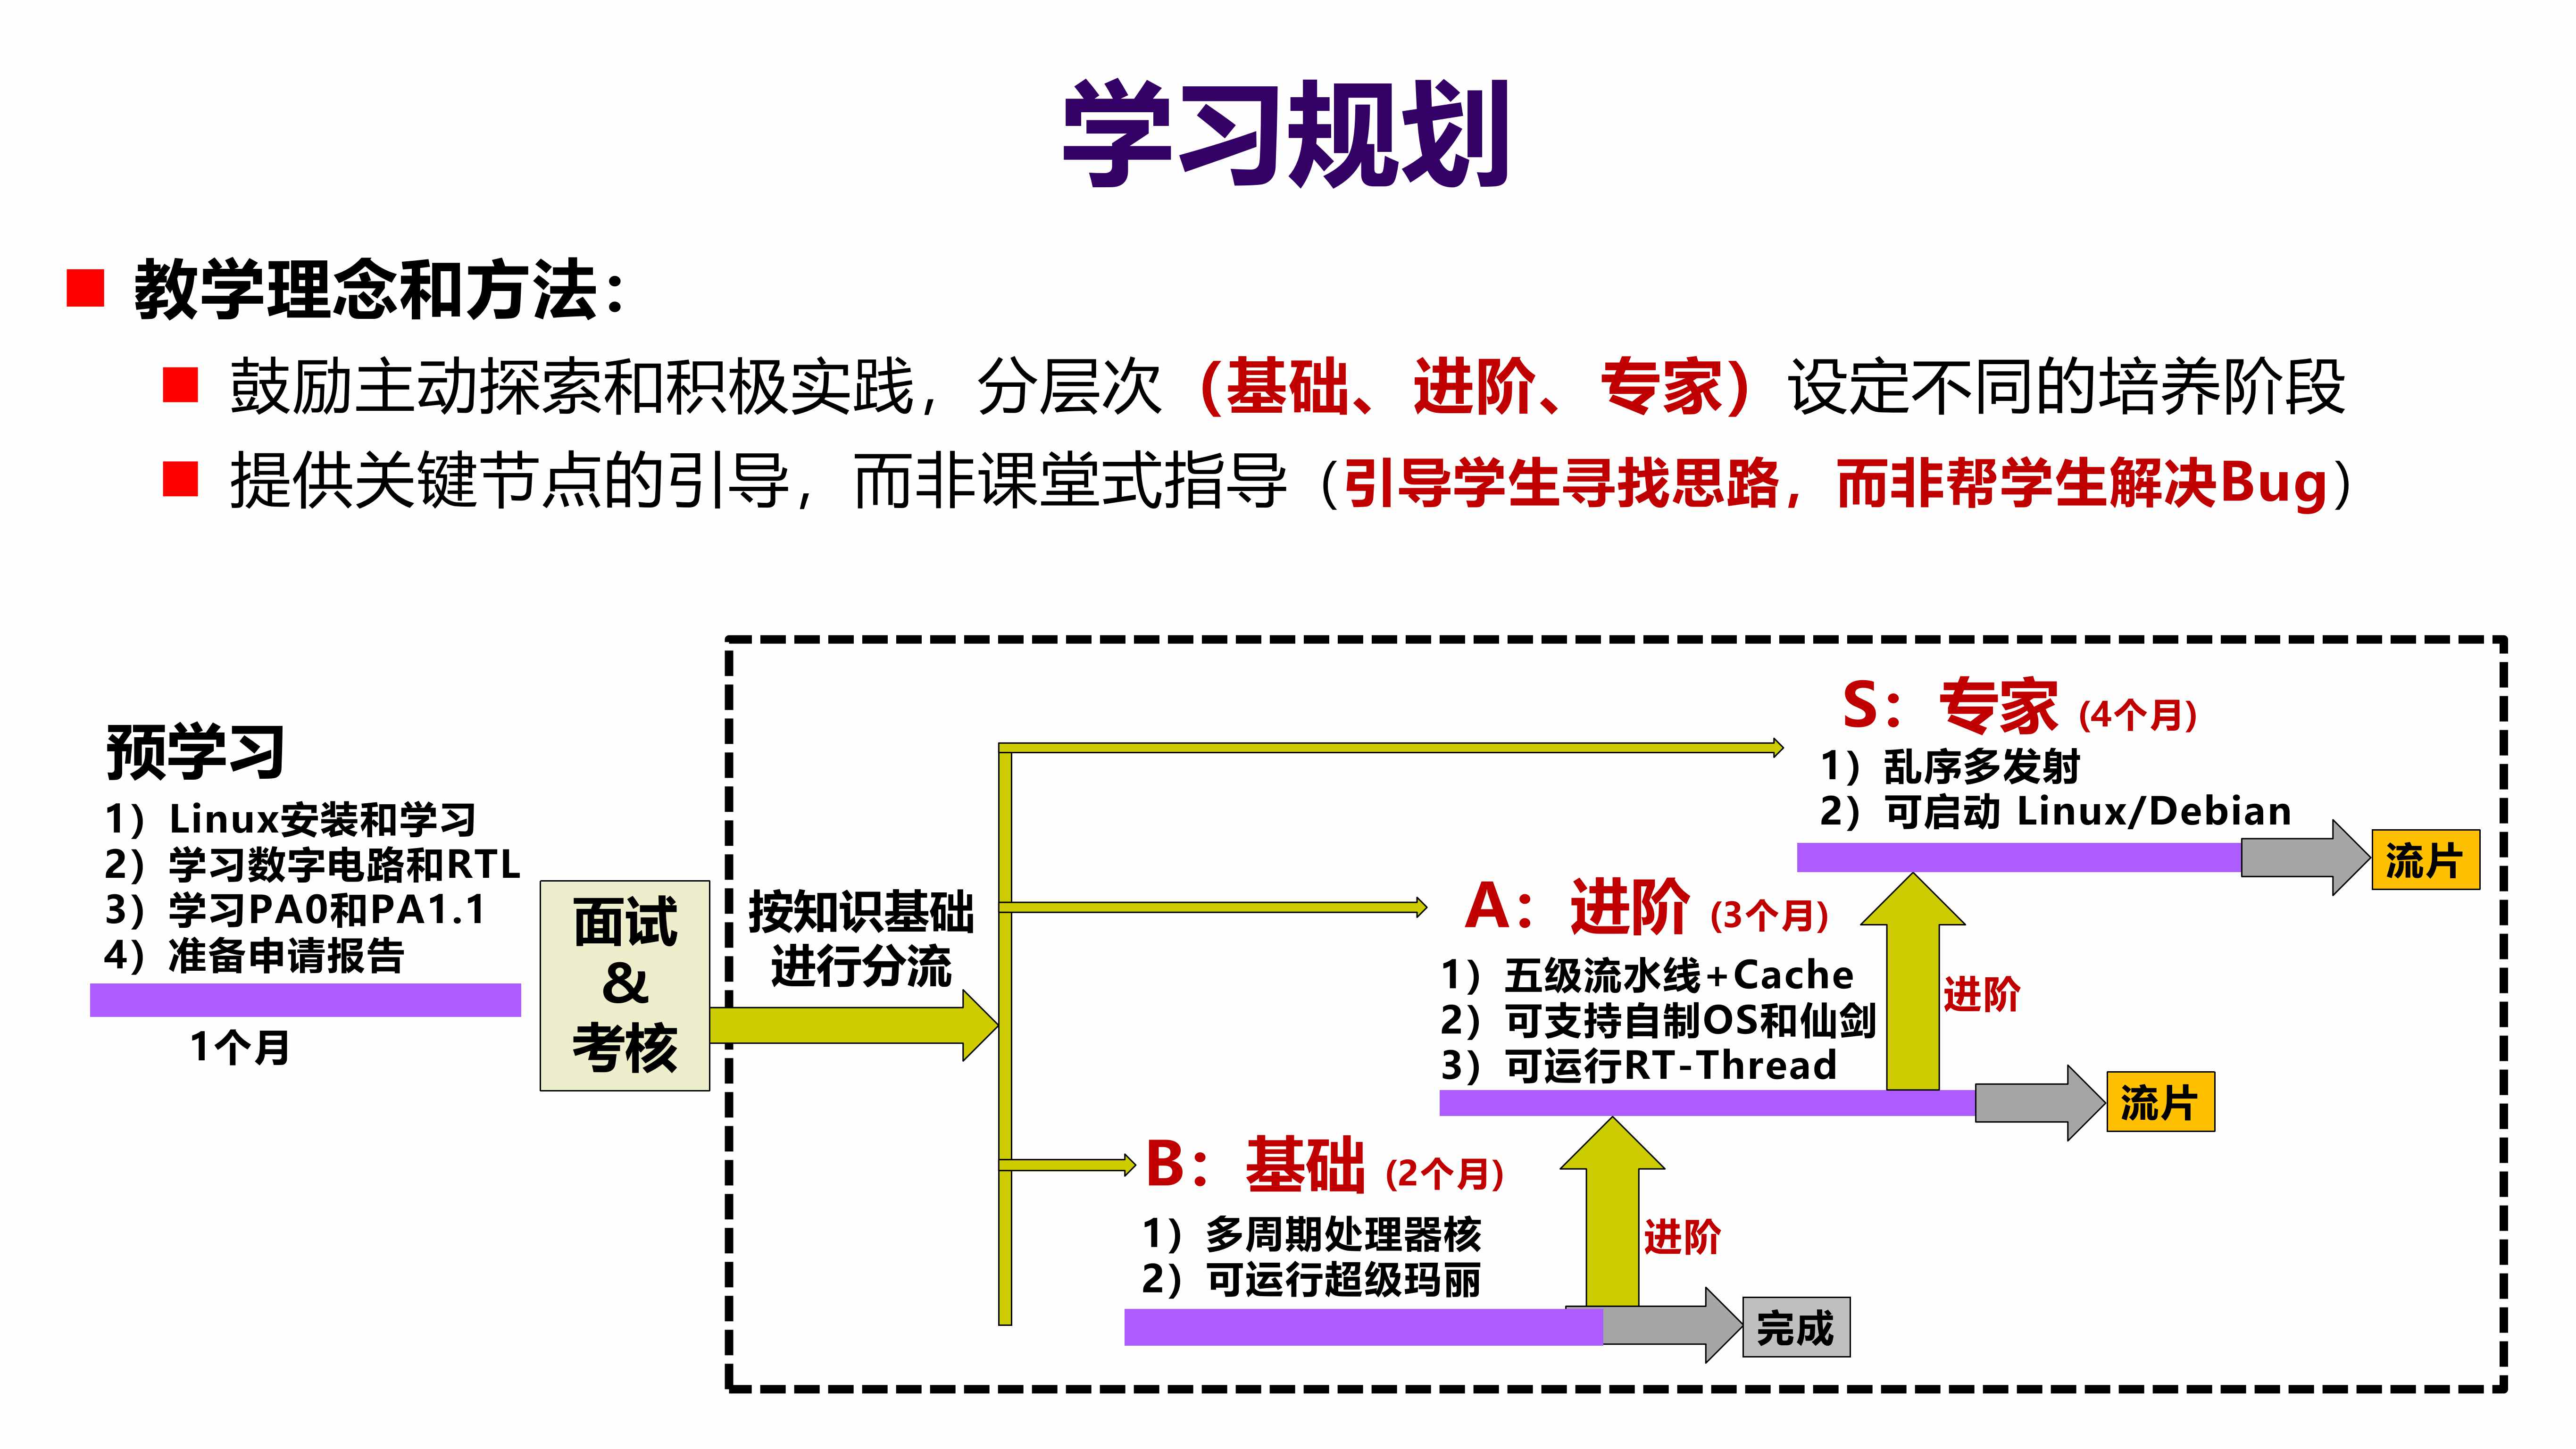 学习规划
教学理念和方法：
鼓励主动探索和积极实践，分层次（基础、进阶、专家）设定不同的培养阶段
提供关键节点的引导，而非课堂式指导（引导学生寻找思路，而非帮学生解决Bug）
预学习
1）Linux安装和学习
2）学习数字电路和RTL
3）学习PA0和PA1.1
4）准备申请报告
1个月
面试
&
考核
按知识基础
进行分流
S：专家 (4个月)
1）乱序多发射
2）可启动 Linux/Debian
流片
A：进阶 (3个月)
1）五级流水线+Cache
2）可支持自制OS和仙剑
3）可运行RT-Thread
进阶
流片
B：基础 (2个月)
1）多周期处理器核
2）可运行超级玛丽
进阶
完成